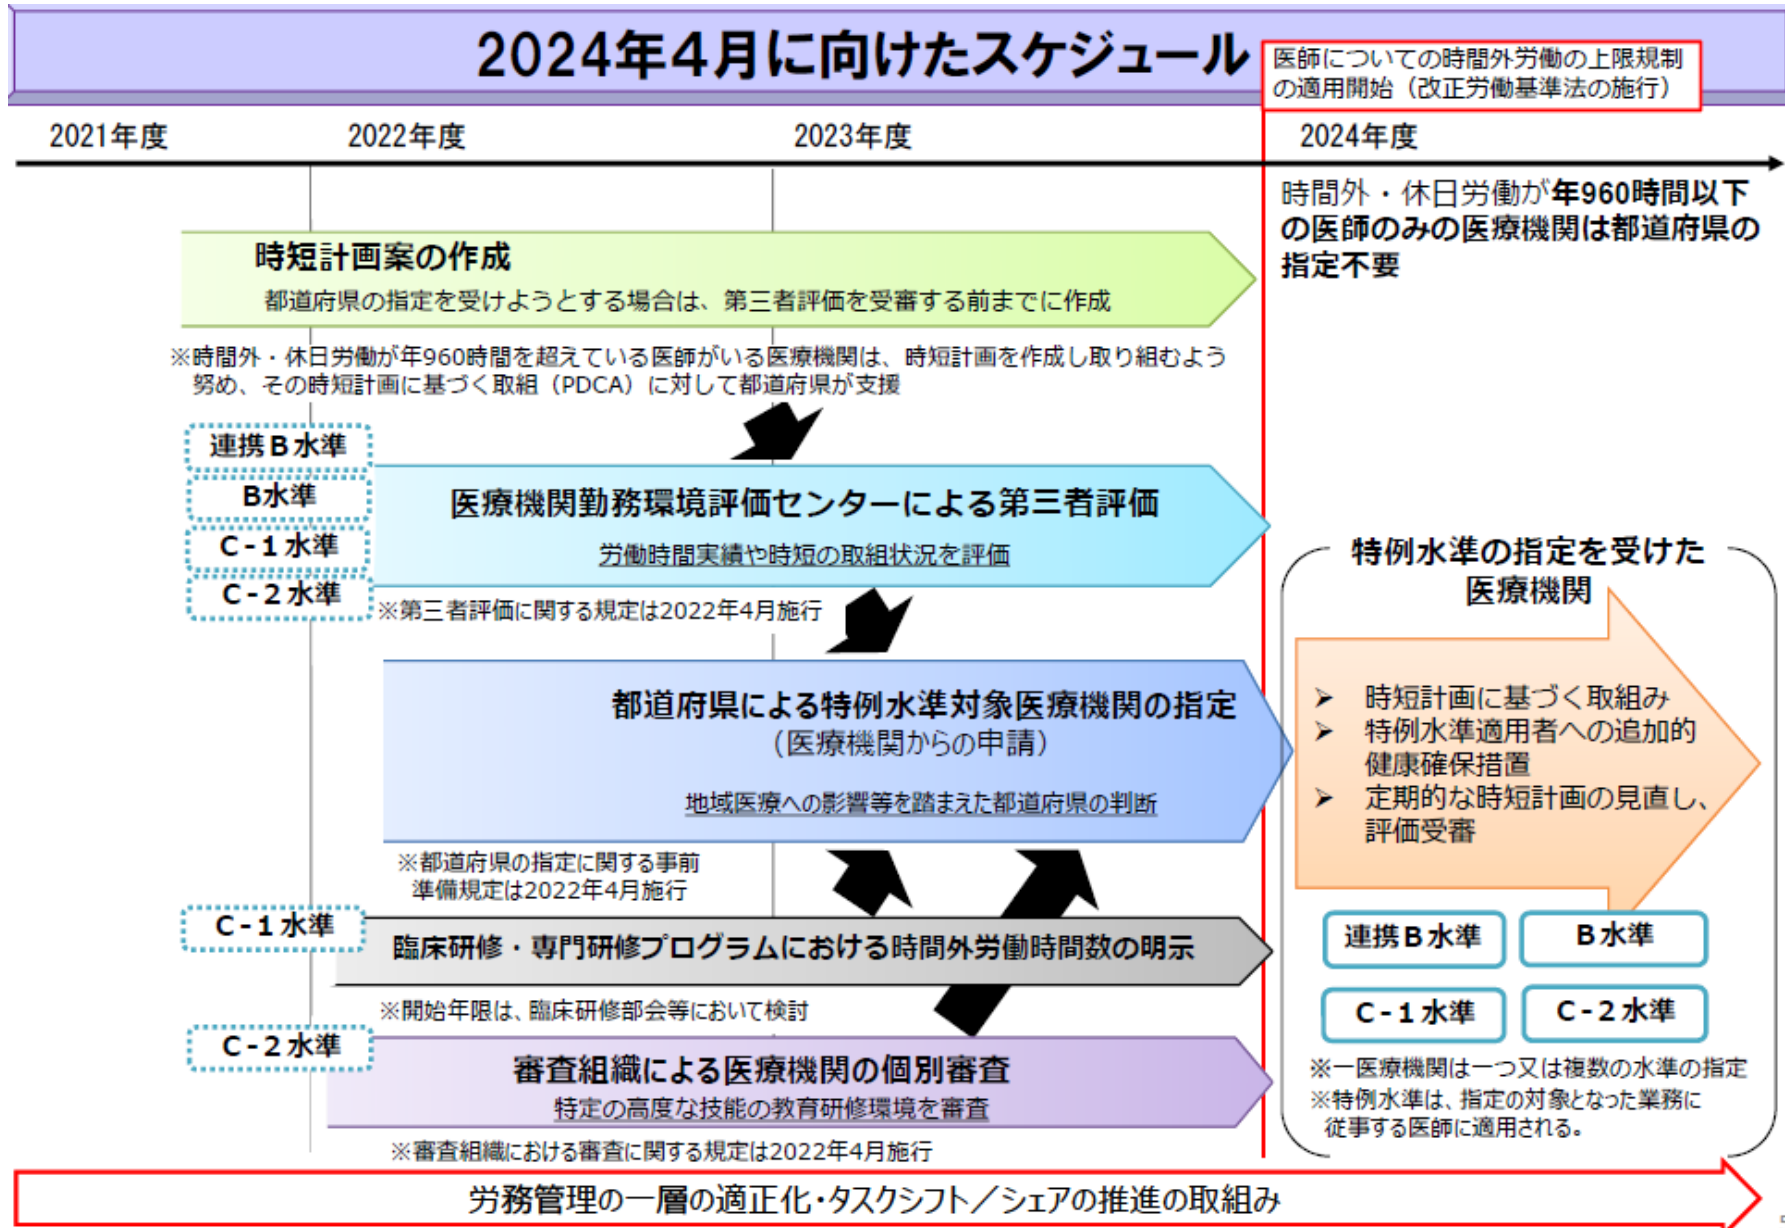 2024年4月に向けたスケジュール
医師についての時間外労働の上限規制
の適用開始（改正労働基準法の施行）
2021年度
2022年度
2023年度
2024年度
時間外・休日労働が年960時間以下
の医師のみの医療機関は都道府県の
指定不要
時短計画案の作成
都道府県の指定を受けようとする場合は、第三者評価を受審する前までに作成
※時間外・休日労働が年960時間を超えている医師がいる医療機関は、時短計画を作成し取り組むよう
努め、その時短計画に基づく取組（PDCA）に対して都道府県が支援
連携B水準
B水準
C-1水準
C-2水準
医療機関勤務環境評価センターによる第三者評価
労働時間実績や時短の取組状況を評価
※第三者評価に関する規定は2022年4月施行
都道府県による特例水準対象医療機関の指定
（医療機関からの申請）
地域医療への影響等を踏まえた都道府県の判断
※都道府県の指定に関する事前
準備規定は2022年4月施行
C-1水準
臨床研修・専門研修プログラムにおける時間外労働時間数の明示
※開始年限は、臨床研修部会等において検討
C-2水準
審査組織による医療機関の個別審査
特定の高度な技能の教育研修環境を審査
※審査組織における審査に関する規定は2022年4月施行
特例水準の指定を受けた
医療機関
➢ 時短計画に基づく取組み
➢ 特例水準適用者への追加的
健康確保措置
➢ 定期的な時短計画の見直し、
評価受審
連携B水準
B水準
C-1水準
C-2水準
※一医療機関は一つ又は複数の水準の指定
※特例水準は、指定の対象となった業務に
従事する医師に適用される。
労務管理の一層の適正化・タスクシフト／シェアの推進の取組み